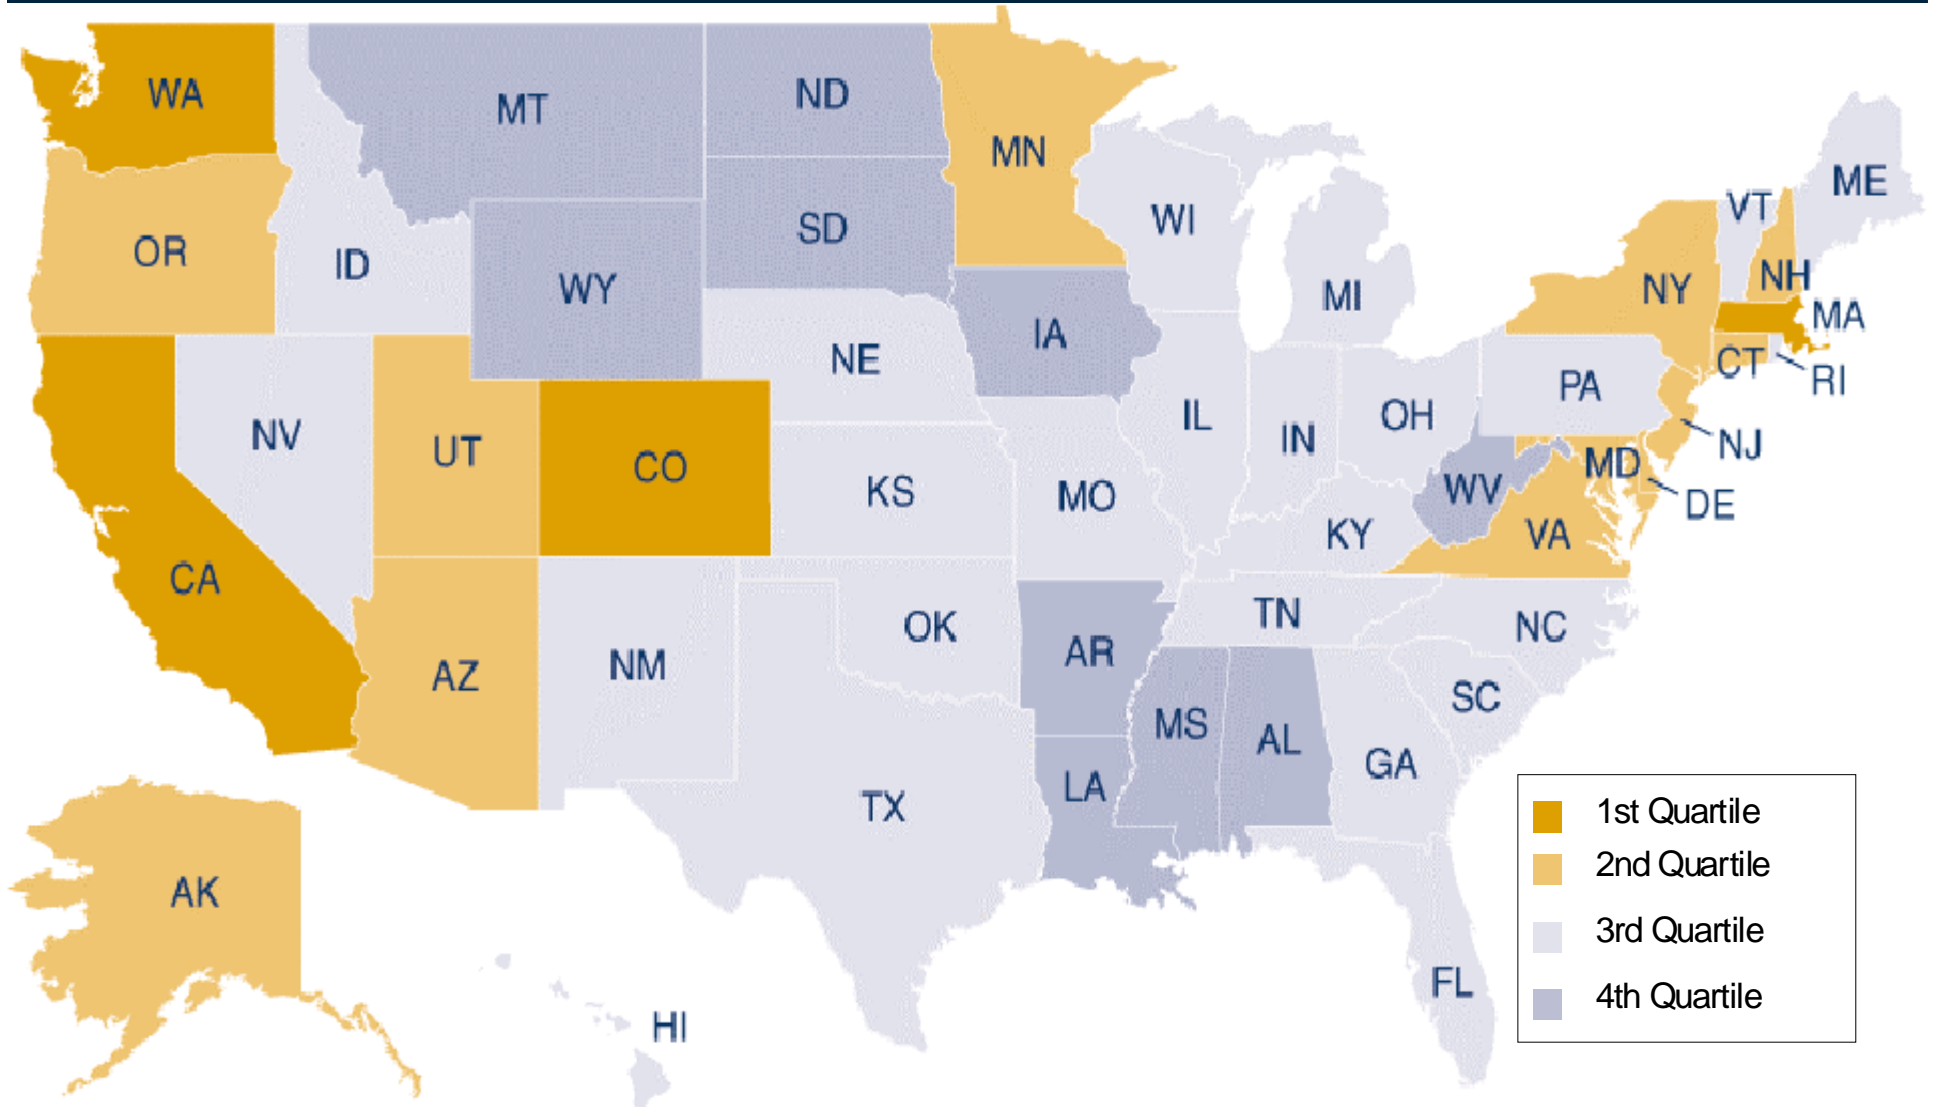 WA
MT
ND
MN
OR
ID
WY
SD
WI
MI
NY
VT
NH
ME
MA
CT
RI
NV
UT
CO
NE
IA
IL
IN
OH
PA
NJ
CA
KS
MO
KY
WV
MD
DE
VA
AZ
NM
OK
AR
TN
NC
TX
LA
MS
AL
GA
SC
AK
HI
FL
1st Quartile
2nd Quartile
3rd Quartile
4th Quartile